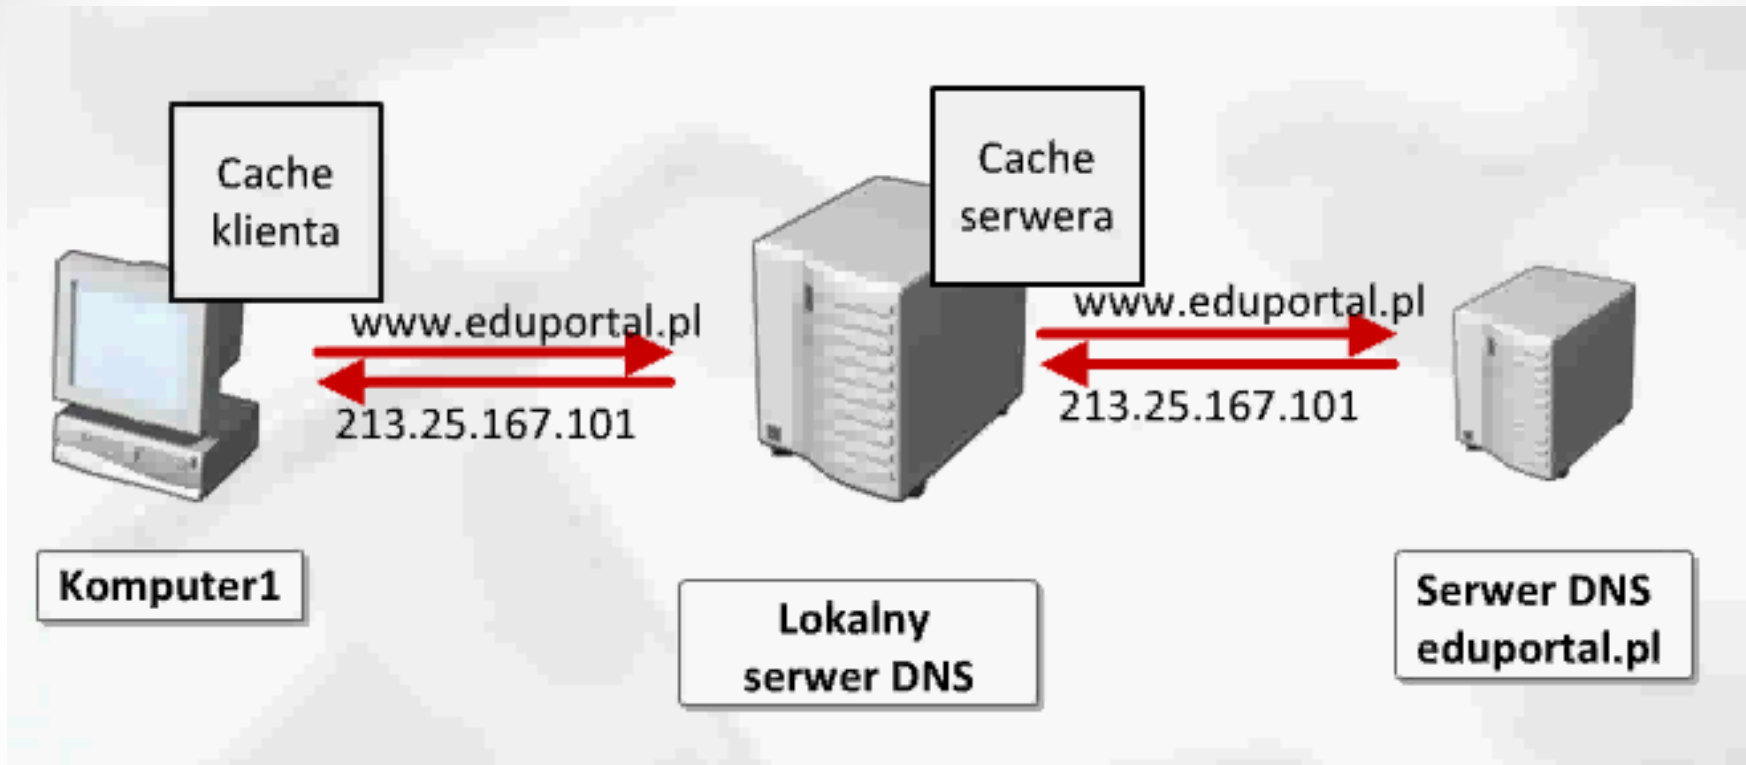 Cache
klienta
www.eduportal.pl
213.25.167.101
Komputer1
Cache
serwera
Lokalny
serwer DNS
www.eduportal.pl
213.25.167.101
Serwer DNS
eduportal.pl